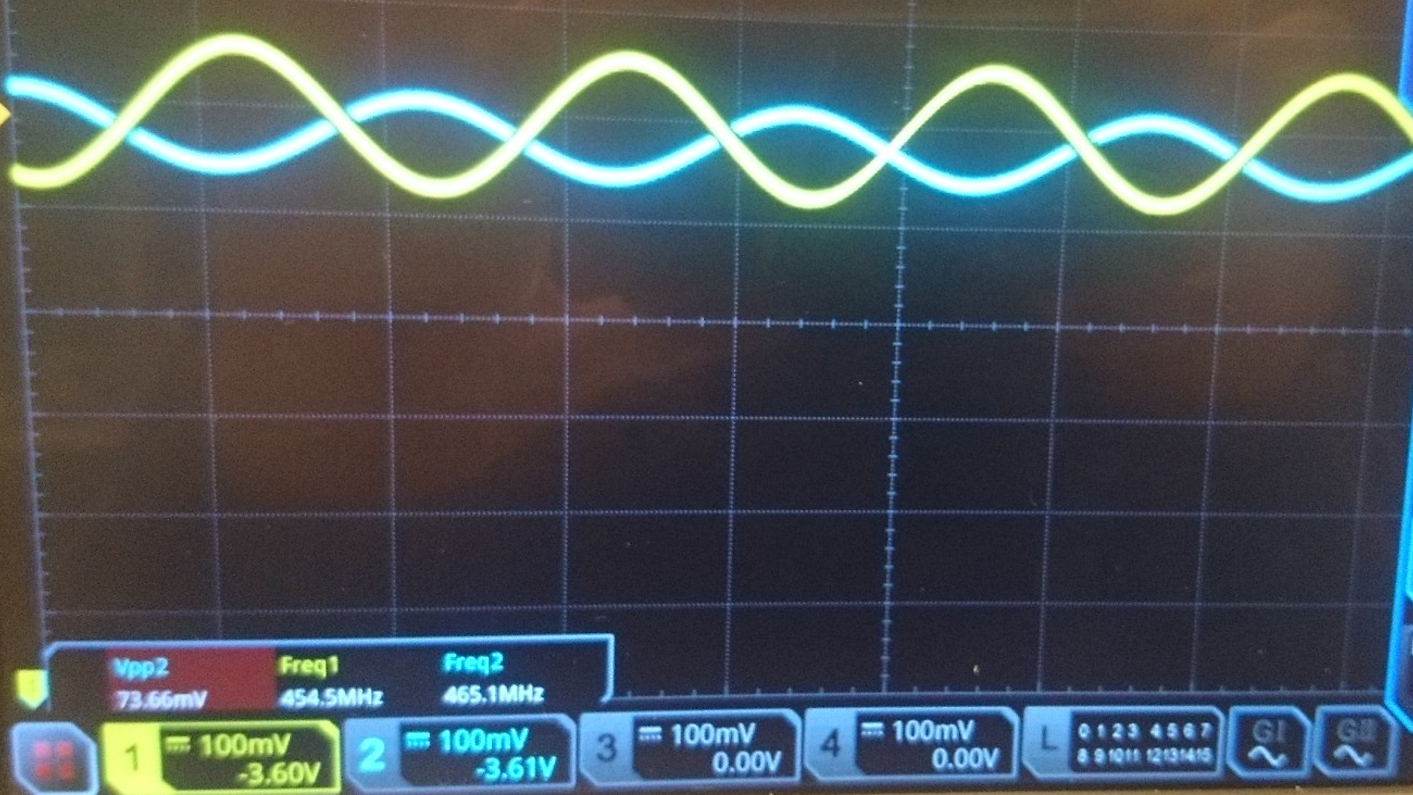 Vpp2 Freq1 Freq2
73.66mV 454.5MHz 465.1MHz
1 100mV
-3.60V
2 100mV
-3.61V
3 100mV
0.00V
4 100mV
0.00V
L 0 1 2 3 4 5 6 7
8 9 10 11 12 13 14 15
GI
GII